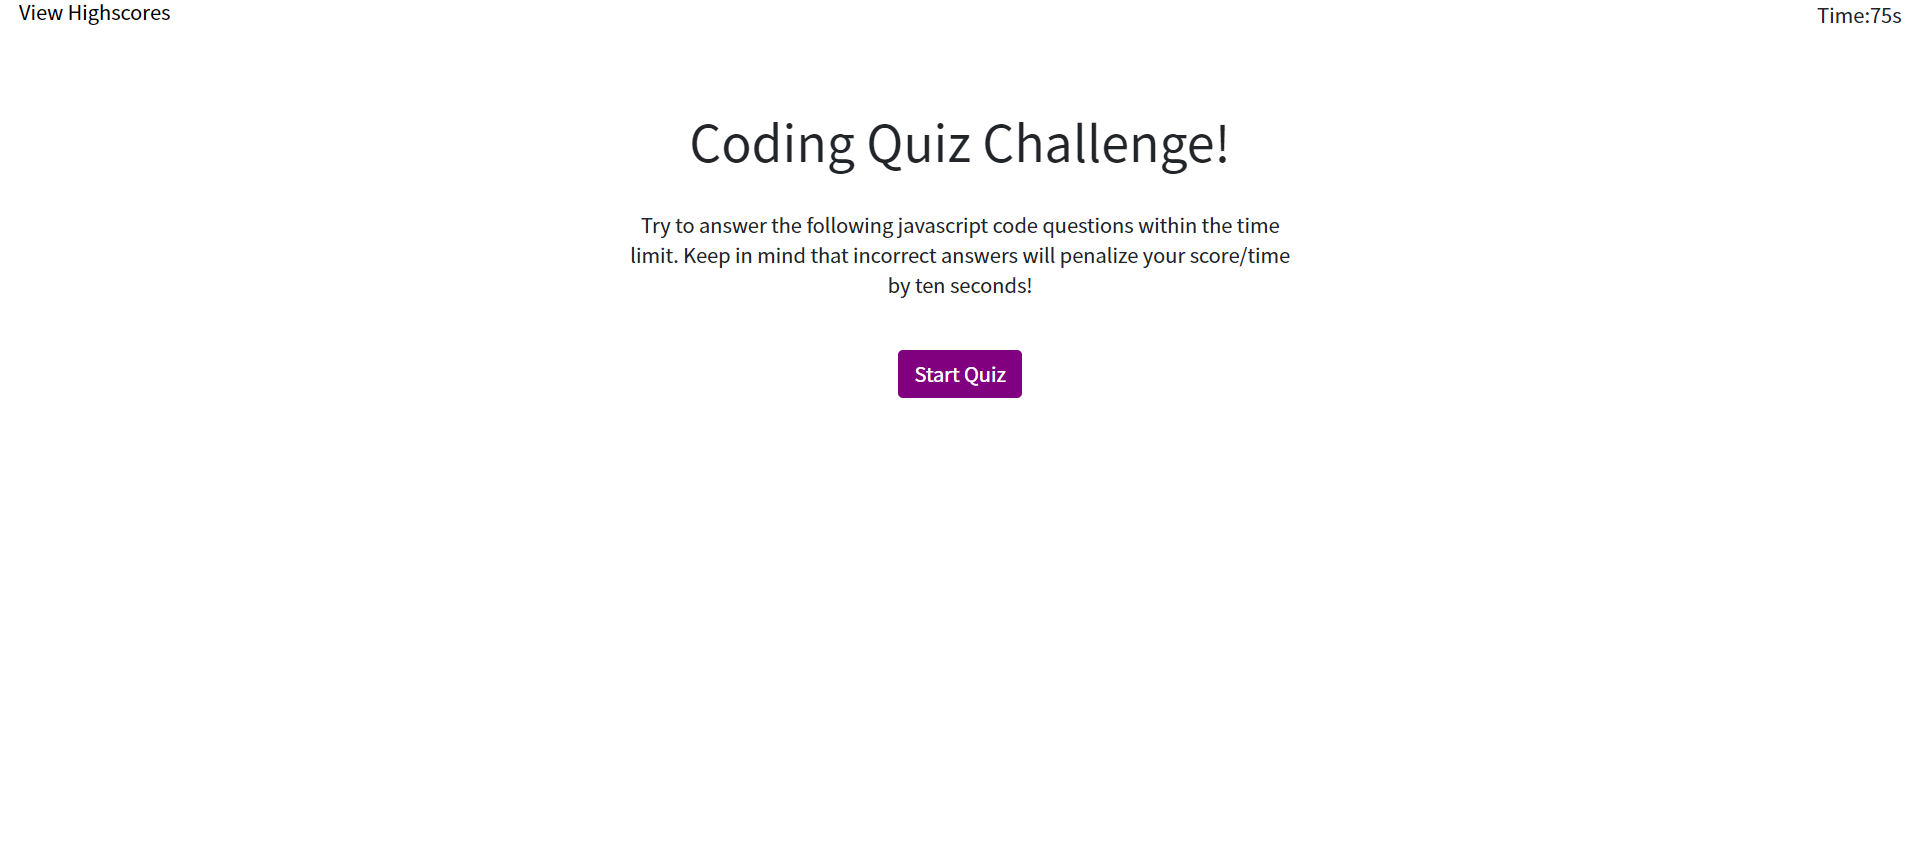 View Highscores
Time:75s
Coding Quiz Challenge!
Try to answer the following javascript code questions within the time
limit. Keep in mind that incorrect answers will penalize your score/time
by ten seconds!
Start Quiz